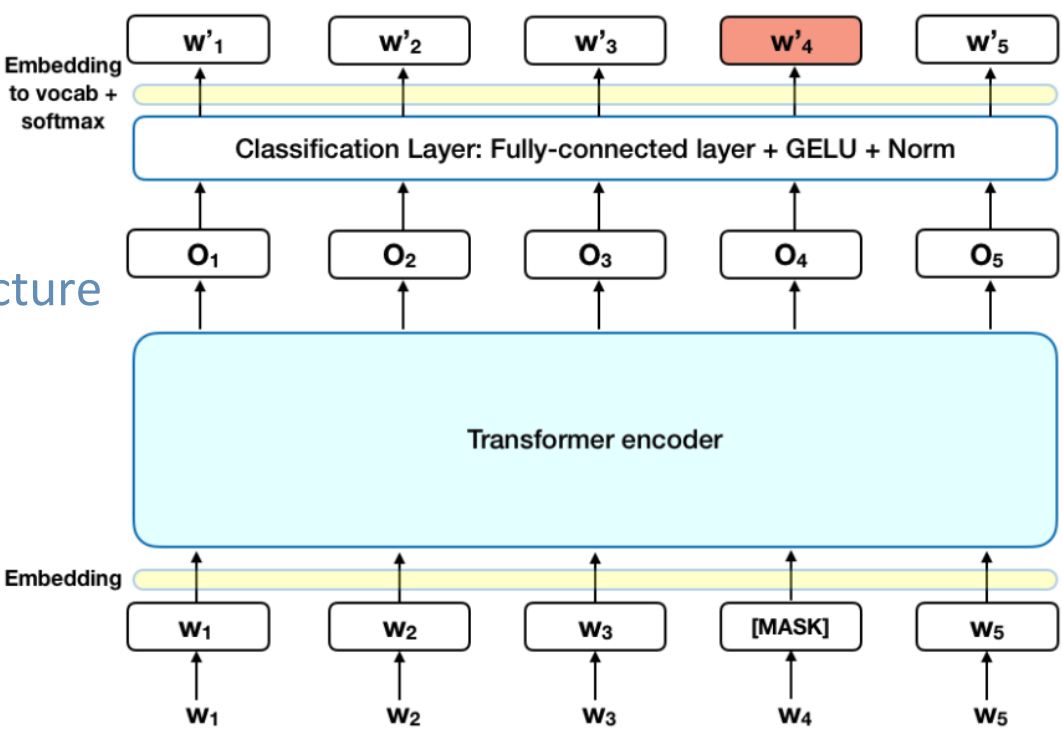 w'1 w'2 w'3 w'4 w'5
Embedding
to vocab +
softmax
Classification Layer: Fully-connected layer + GELU + Norm
O1 O2 O3 O4 O5
cture
Transformer encoder
Embedding
w1 w2 w3 [MASK] w5
w1 w2 w3 w4 w5